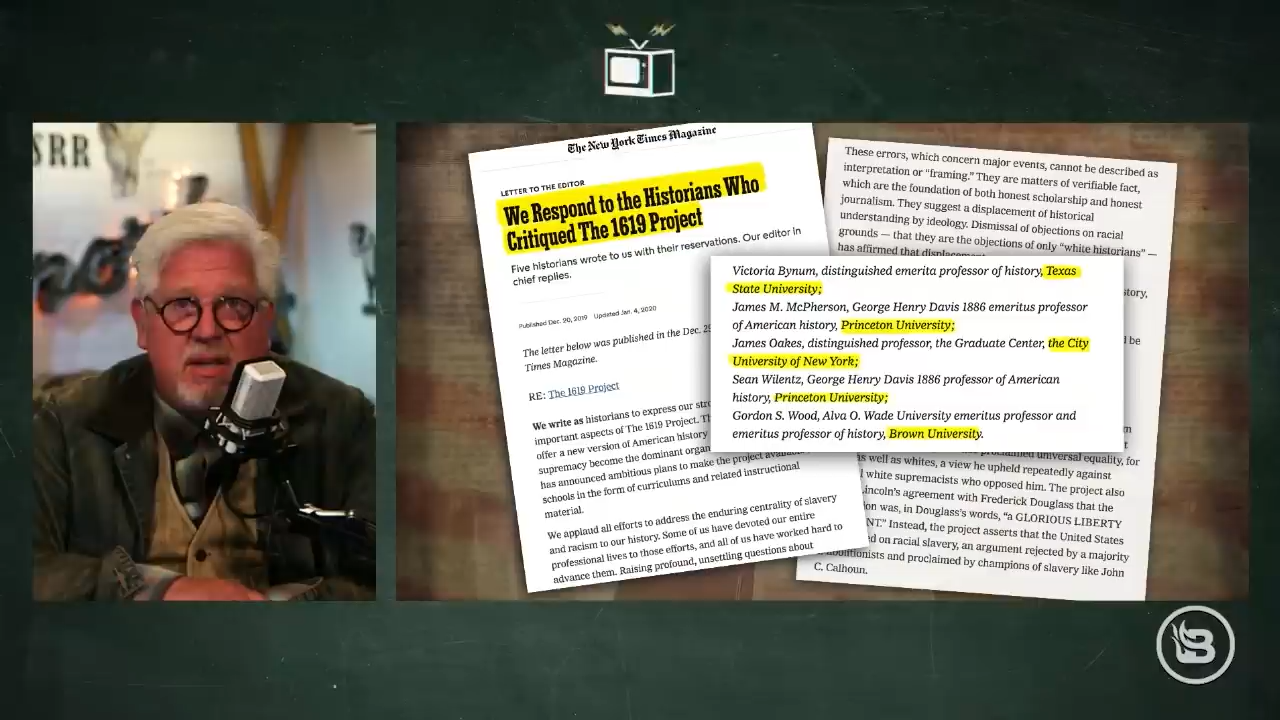 SRR
The New York Times Magazine
LETTER TO THE EDITOR
We Respond to the Historians Who
Critiqued The 1619 Project
Five historians wrote to us with their reservations. Our editor in
chief replies.
Published Dec. 20, 2019 Updated Jan. 4, 2020
The letter below was published in the Dec. 29
Times Magazine.
RE: The 1619 Project
We write as historians to express our stro
important aspects of The 1619 Project. Th
offer a new version of American history
supremacy become the dominant organ
has announced ambitious plans to make the project available
schools in the form of curriculums and related instructional
material.
We applaud all efforts to address the enduring centrality of slavery
and racism to our history. Some of us have devoted our entire
professional lives to those efforts, and all of us have worked hard to
advance them. Raising profound, unsettling questions about
These errors, which concern major events, cannot be described as
interpretation or “framing.” They are matters of verifiable fact,
which are the foundation of both honest scholarship and honest
journalism. They suggest a displacement of historical
understanding by ideology. Dismissal of objections on racial
grounds — that they are the objections of only “white historians” —
has affirmed that displacem
story,
d be
Victoria Bynum, distinguished emerita professor of history, Texas
State University;
James M. McPherson, George Henry Davis 1886 emeritus professor
of American history, Princeton University;
James Oakes, distinguished professor, the Graduate Center, the City
University of New York;
Sean Wilentz, George Henry Davis 1886 professor of American
history, Princeton University;
Gordon S. Wood, Alva O. Wade University emeritus professor and
emeritus professor of history, Brown University.
proclaimed universal equality, for
as well as whites, a view he upheld repeatedly against
white supremacists who opposed him. The project also
Lincoln’s agreement with Frederick Douglass that the
on was, in Douglass’s words, “a GLORIOUS LIBERTY
NT.” Instead, the project asserts that the United States
ed on racial slavery, an argument rejected by a majority
abolitionists and proclaimed by champions of slavery like John
C. Calhoun.
B